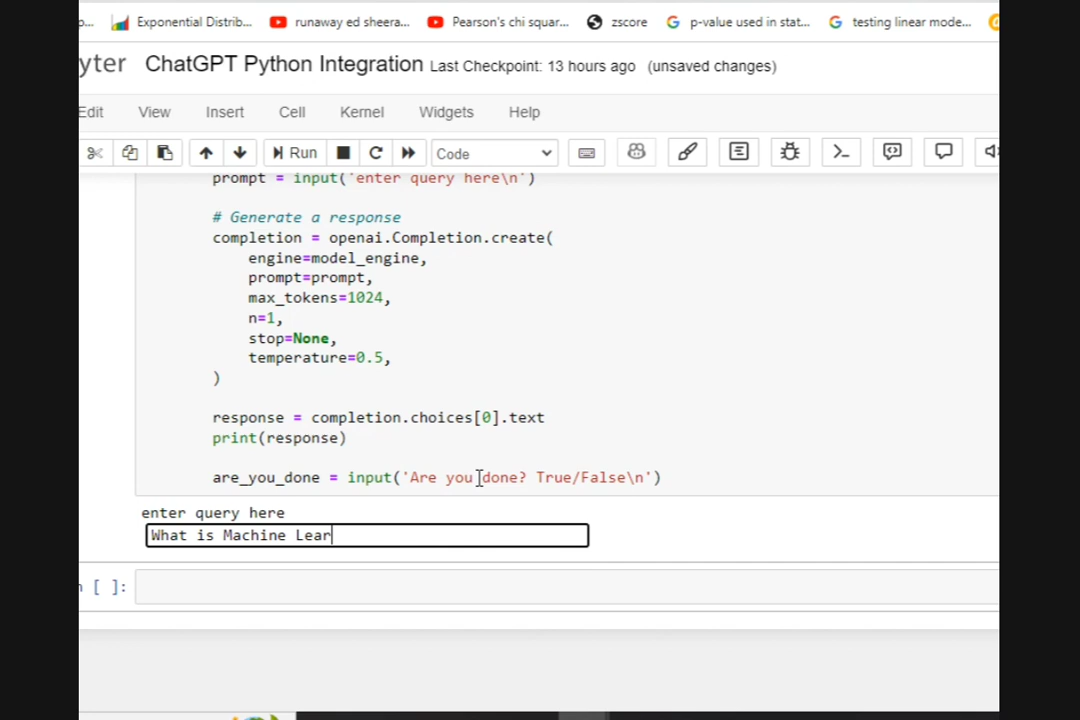 p... Exponential Distrib... runaway ed sheera... Pearson's chi squar... zscore p-value used in stat... testing linear mode...
yter ChatGPT Python Integration Last Checkpoint: 13 hours ago (unsaved changes)
Edit View Insert Cell Kernel Widgets Help
Run Code
prompt = input('enter query here\n')
# Generate a response
completion = openai.Completion.create(
engine=model_engine,
prompt=prompt,
max_tokens=1024,
n=1,
stop=None,
temperature=0.5,
)
response = completion.choices[0].text
print(response)
are_you_done = input('Are you done? True/False\n')
enter query here
What is Machine Lear
n [ ]: